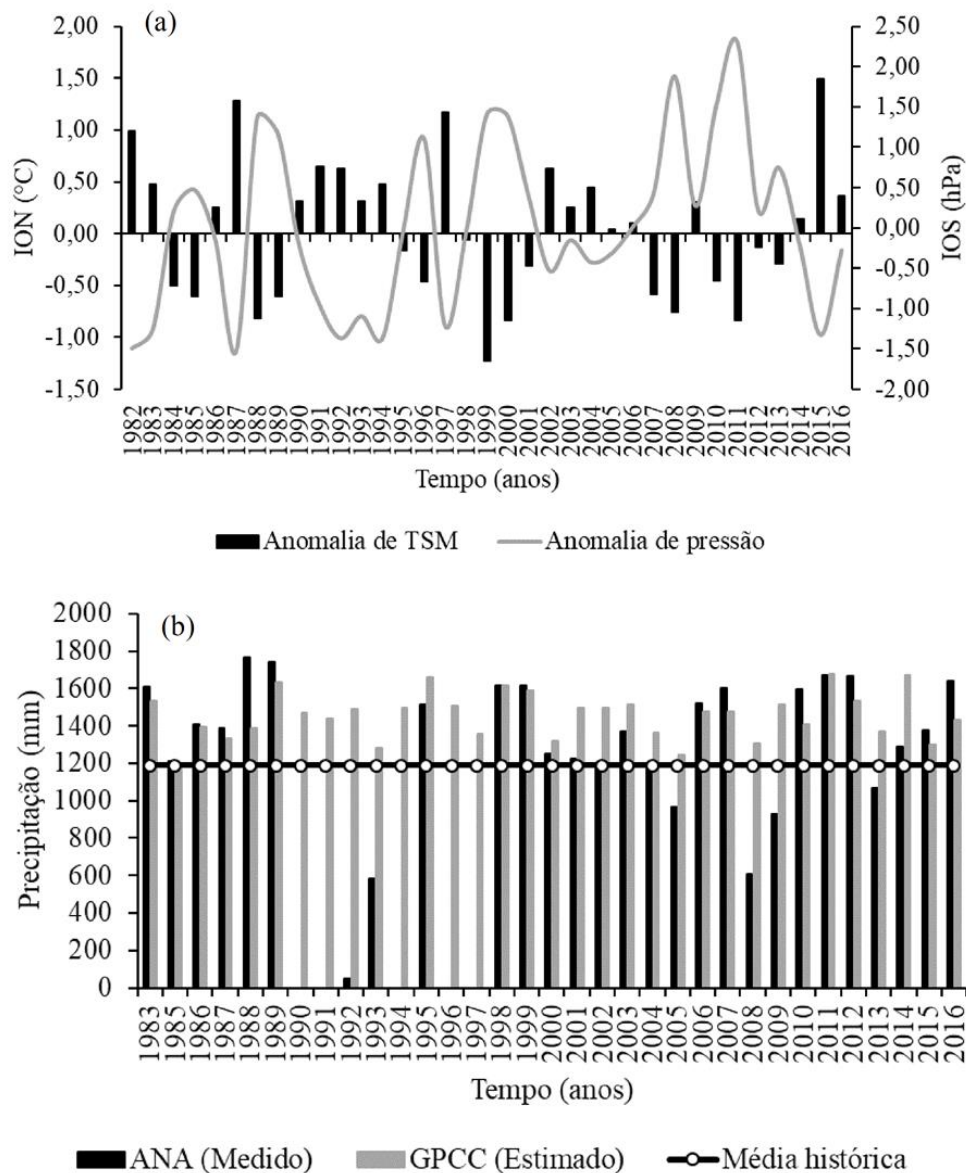 (a)
2,00
1,50
1,00
0,50
0,00
-0,50
-1,00
-1,50
ION (°C)
2,50
2,00
1,50
1,00
0,50
0,00
-0,50
-1,00
-1,50
-2,00
IOS (hPa)
1982 1983 1984 1985 1986 1987 1988 1989 1990 1991 1992 1993 1994 1995 1996 1997 1998 1999 2000 2001 2002 2003 2004 2005 2006 2007 2008 2009 2010 2011 2012 2013 2014 2015 2016
Tempo (anos)
Anomalia de TSM Anomalia de pressão
(b)
2000
1800
1600
1400
1200
1000
800
600
400
200
0
Precipitação (mm)
1983 1985 1986 1987 1988 1989 1990 1991 1992 1993 1994 1995 1996 1997 1998 1999 2000 2001 2002 2003 2004 2005 2006 2007 2008 2009 2010 2011 2012 2013 2014 2015 2016
Tempo (anos)
ANA (Medido) GPCC (Estimado) Média histórica